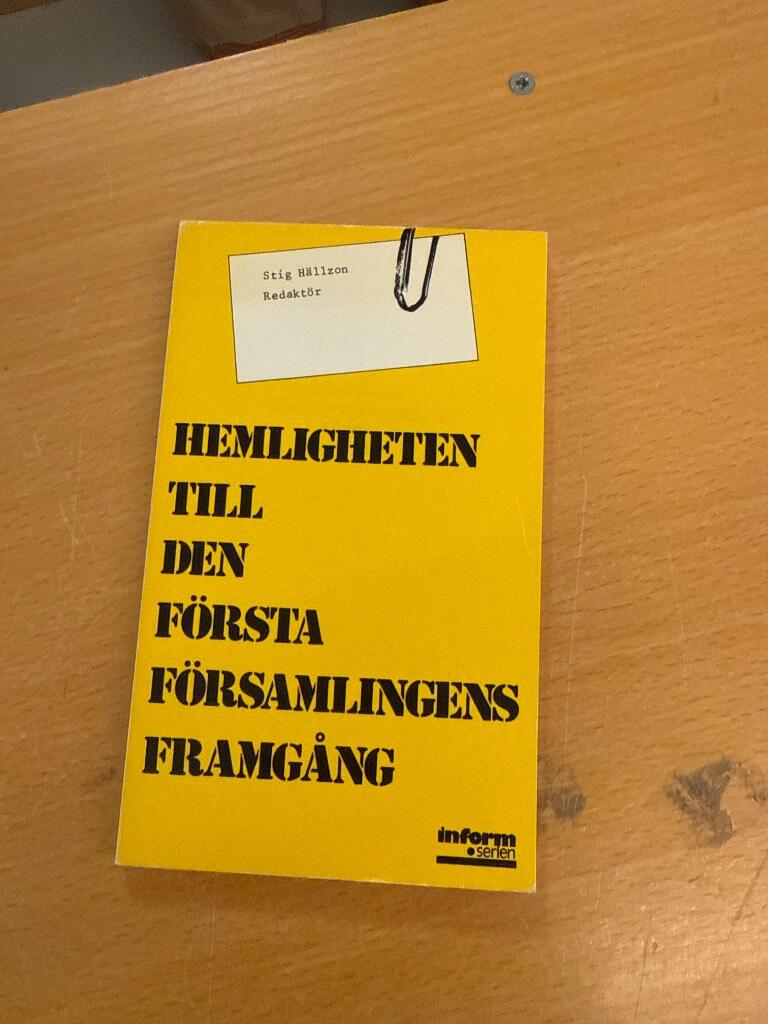 Stig Hällzon
Redaktör
HEMLIGHETEN
TILL
DEN
FÖRSTA
FÖRSAMLINGENS
FRAMGÅNG
inform
•serien